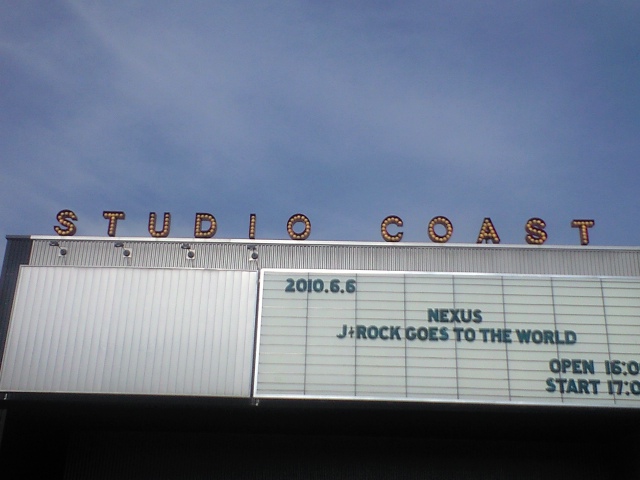 STUDIO COAST
2010.6.6
NEXUS
J+ROCK GOES TO THE WORLD
OPEN 16:0
START 17:0